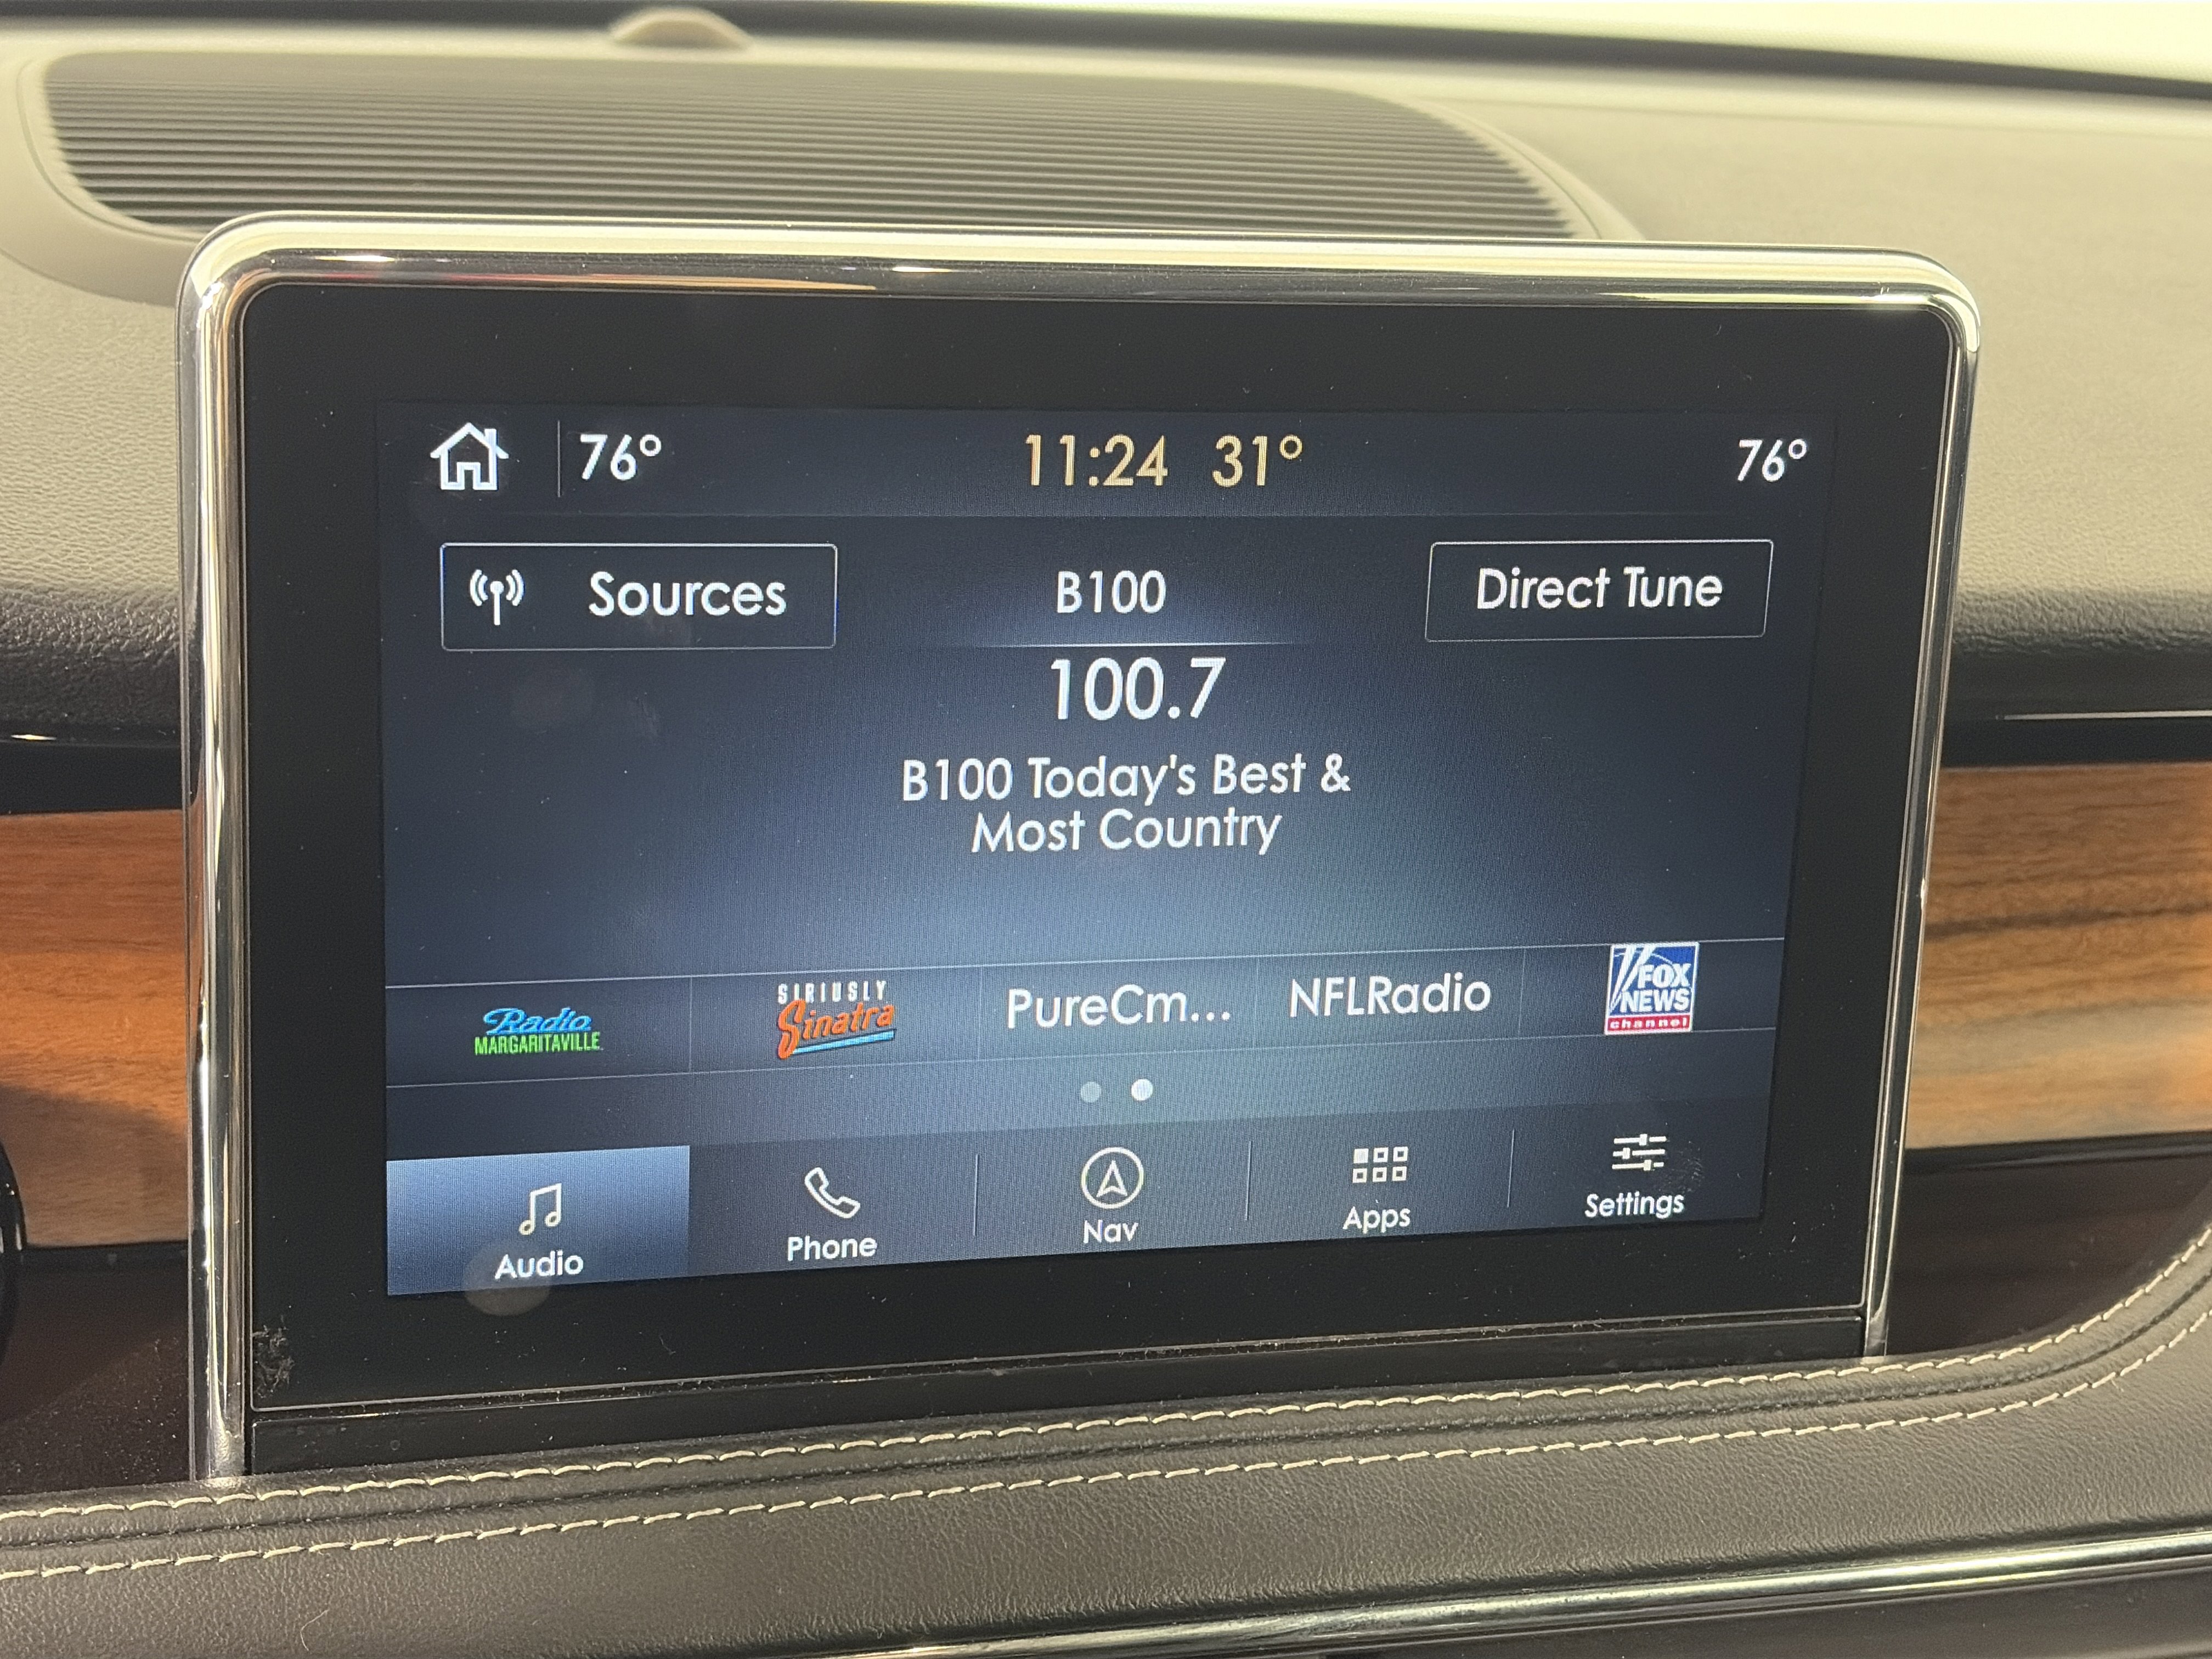 76° 11:24 31° 76°
Sources B100 Direct Tune
100.7
B100 Today's Best &
Most Country
Radio
MARGARITAVILLE
SIRIUSLY
Sinatra
PureCm...
NFLRadio
FOX
NEWS
channel
Audio Phone Nav Apps Settings